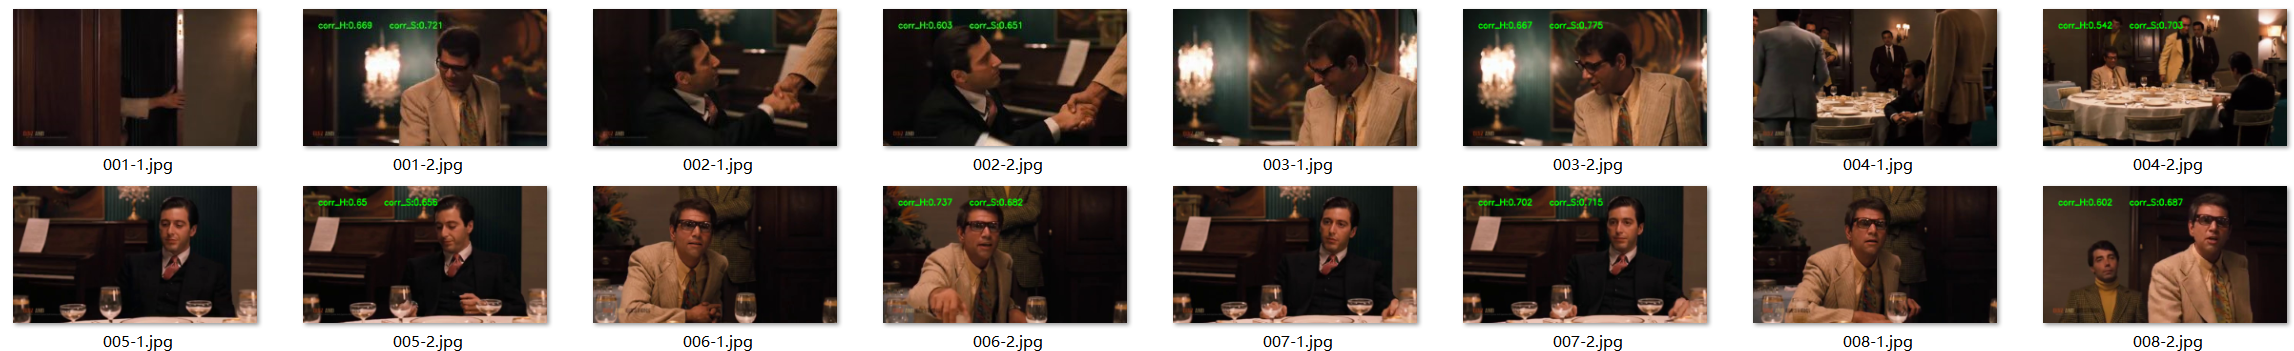 corr_H:0.669 corr_S:0.721
corr_H:0.603 corr_S:0.651
corr_H:0.667 corr_S:0.775
corr_H:0.542 corr_S:0.703
001-1.jpg
001-2.jpg
002-1.jpg
002-2.jpg
003-1.jpg
003-2.jpg
004-1.jpg
004-2.jpg
corr_H:0.65 corr_S:0.656
corr_H:0.737 corr_S:0.682
corr_H:0.702 corr_S:0.715
corr_H:0.602 corr_S:0.687
005-1.jpg
005-2.jpg
006-1.jpg
006-2.jpg
007-1.jpg
007-2.jpg
008-1.jpg
008-2.jpg